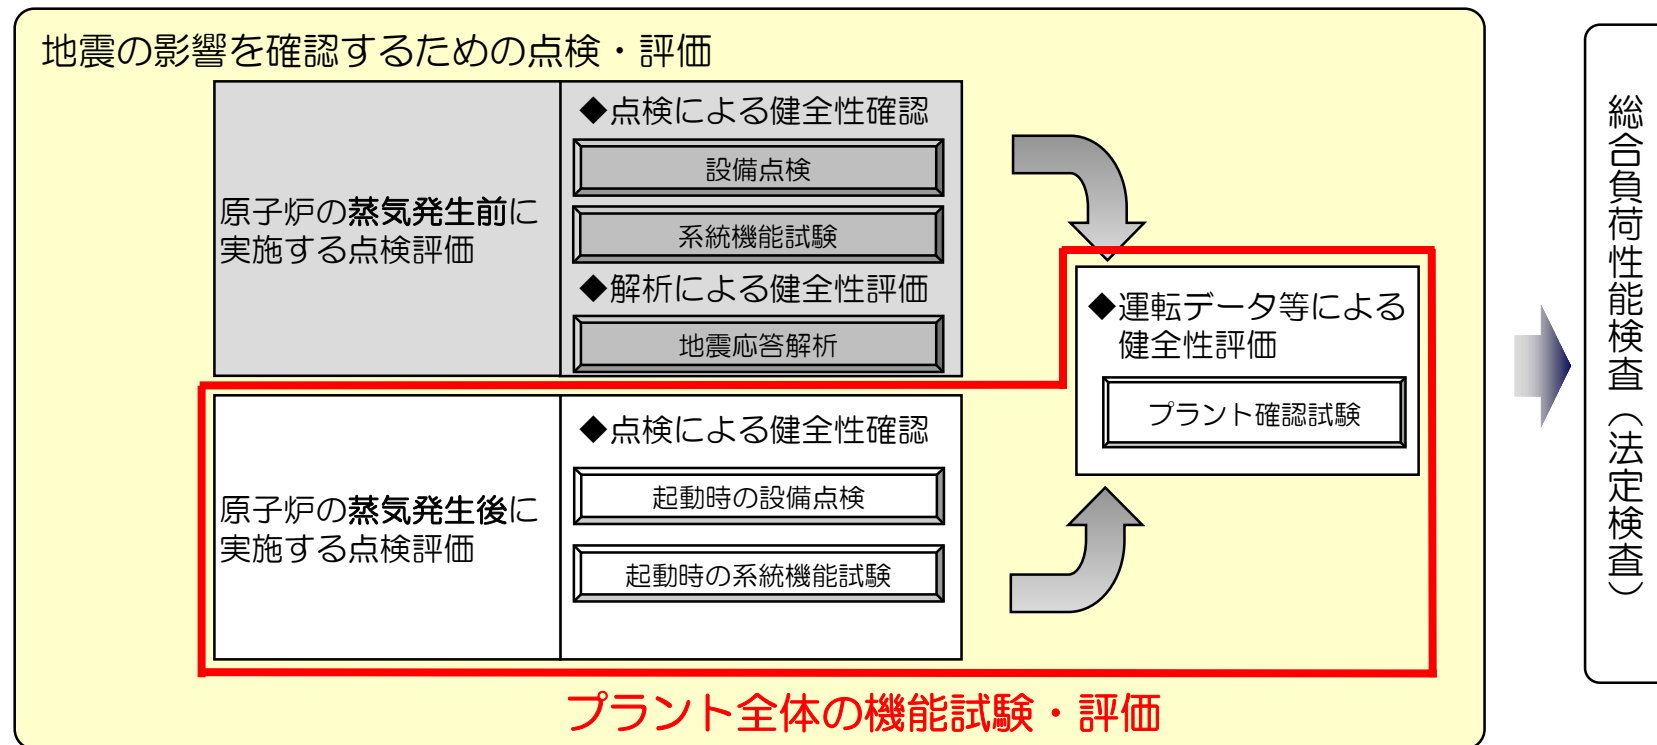 地震の影響を確認するための点検・評価
原子炉の蒸気発生前に
実施する点検評価
◆点検による健全性確認
設備点検
系統機能試験
◆解析による健全性評価
地震応答解析
原子炉の蒸気発生後に
実施する点検評価
◆点検による健全性確認
起動時の設備点検
起動時の系統機能試験
◆運転データ等による
健全性評価
プラント確認試験
プラント全体の機能試験・評価
総合負荷性能検査（法定検査）